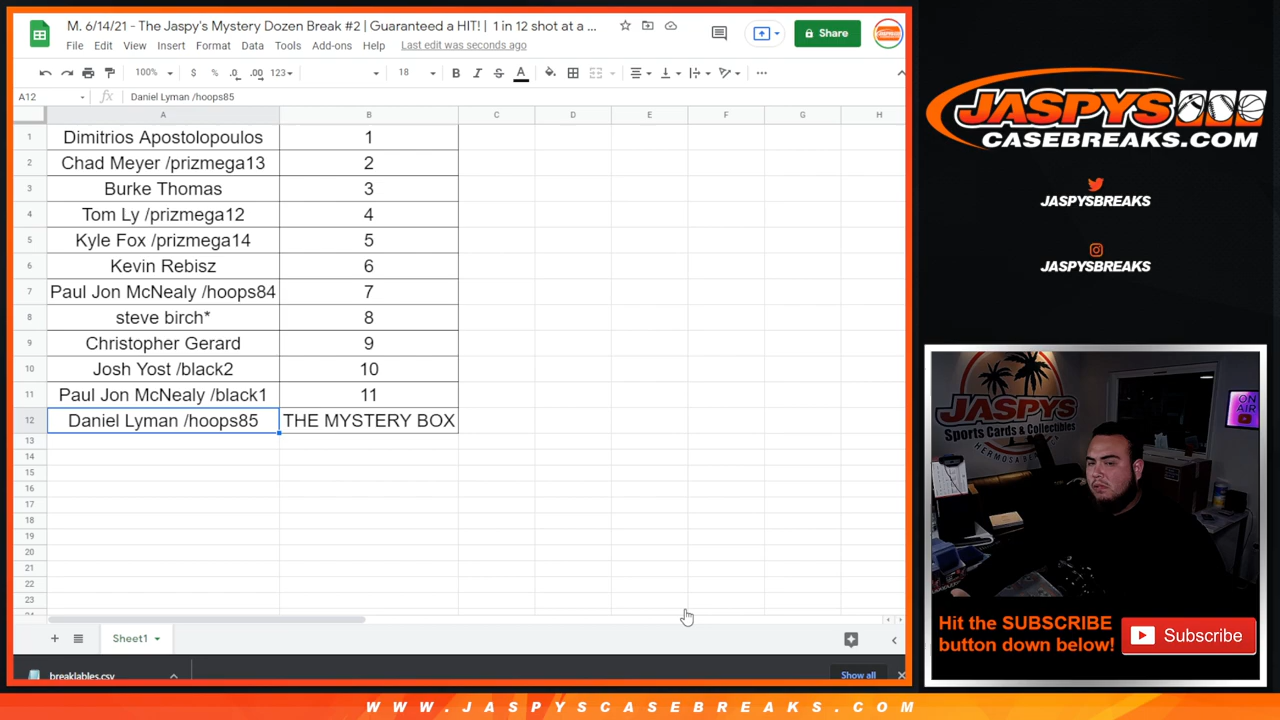 M. 6/14/21 - The Jaspy's Mystery Dozen Break #2 | Guaranteed a HIT! | 1 in 12 shot at a ...
File Edit View Insert Format Data Tools Add-ons Help Last edit was seconds ago
Share
100% $ % .0 .00 123 18 B I S A
A12 fx Daniel Lyman /hoops85
A B C D E F G H
1 Dimitrios Apostolopoulos 1
2 Chad Meyer /prizmega13 2
3 Burke Thomas 3
4 Tom Ly /prizmega12 4
5 Kyle Fox /prizmega14 5
6 Kevin Rebisz 6
7 Paul Jon McNealy /hoops84 7
8 steve birch* 8
9 Christopher Gerard 9
10 Josh Yost /black2 10
11 Paul Jon McNealy /black1 11
12 Daniel Lyman /hoops85 THE MYSTERY BOX
13
14
15
16
17
18
19
20
21
22
23
Sheet1
breaklables.csv
Show all
JASPYS
CASEBREAKS.COM
JASPYSBREAKS
JASPYSBREAKS
JASPYS
Sports Cards & Collectibles
HERMOSA BEACH
ON AIR
Hit the SUBSCRIBE
button down below!
Subscribe
WWW.JASPYSCASEBREAKS.COM